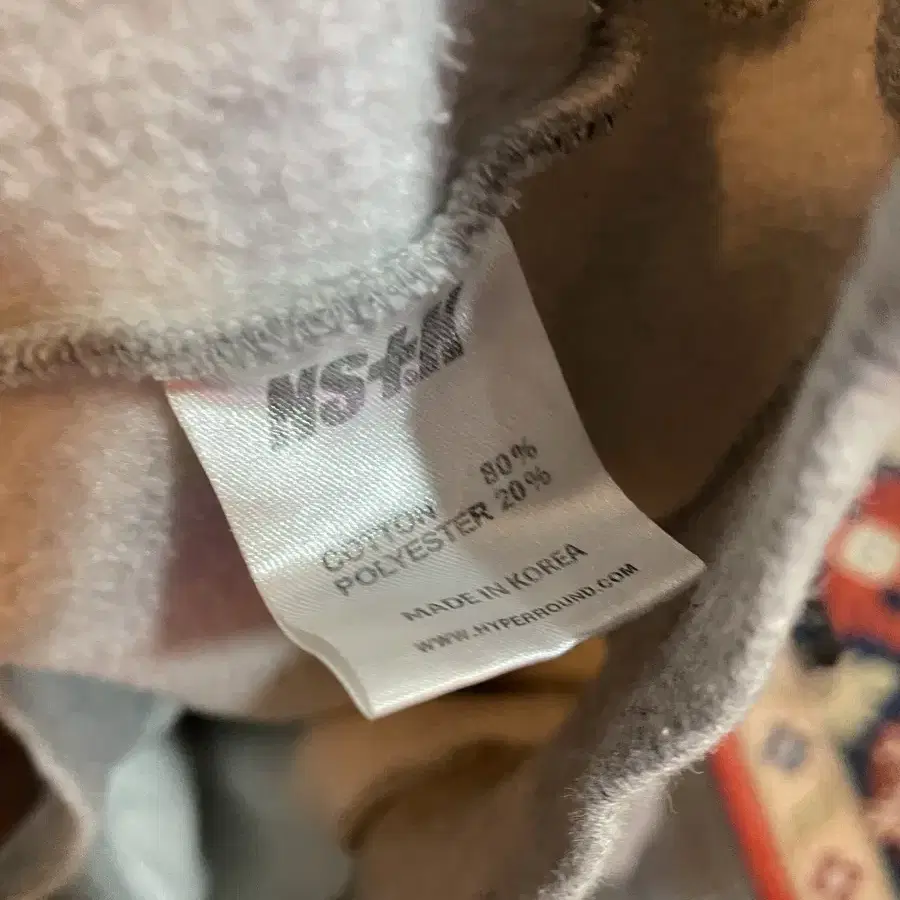 COTTON 80%
POLYESTER 20%
MADE IN KOREA
WWW.HYPERROUND.COM